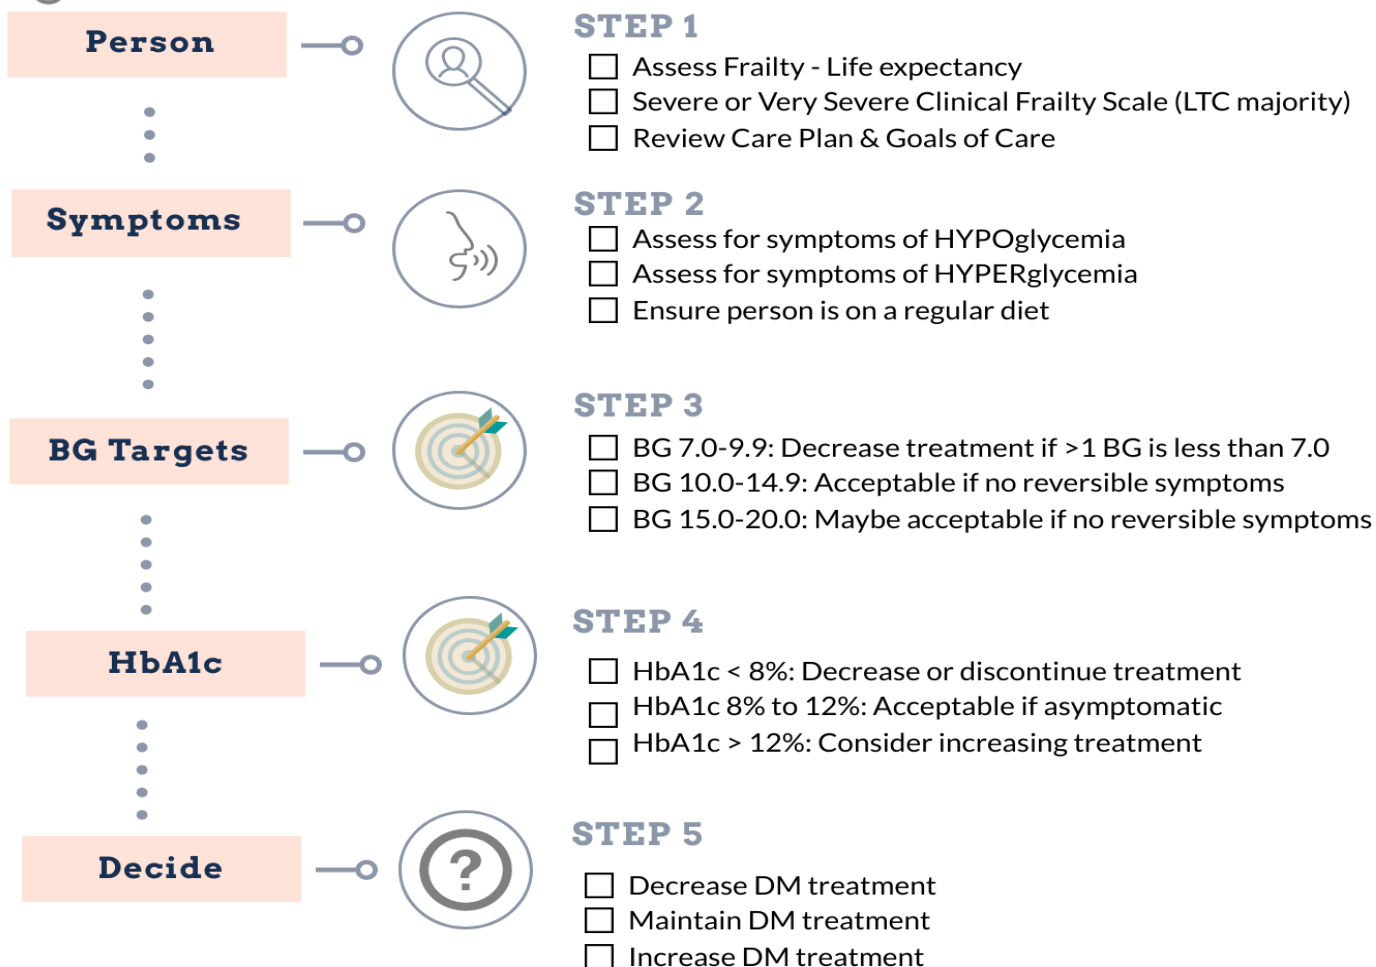 Person
STEP 1
Assess Frailty - Life expectancy
Severe or Very Severe Clinical Frailty Scale (LTC majority)
Review Care Plan & Goals of Care
Symptoms
STEP 2
Assess for symptoms of HYPOglycemia
Assess for symptoms of HYPERglycemia
Ensure person is on a regular diet
BG Targets
STEP 3
BG 7.0-9.9: Decrease treatment if >1 BG is less than 7.0
BG 10.0-14.9: Acceptable if no reversible symptoms
BG 15.0-20.0: Maybe acceptable if no reversible symptoms
HbA1c
STEP 4
HbA1c < 8%: Decrease or discontinue treatment
HbA1c 8% to 12%: Acceptable if asymptomatic
HbA1c > 12%: Consider increasing treatment
Decide
?
STEP 5
Decrease DM treatment
Maintain DM treatment
Increase DM treatment